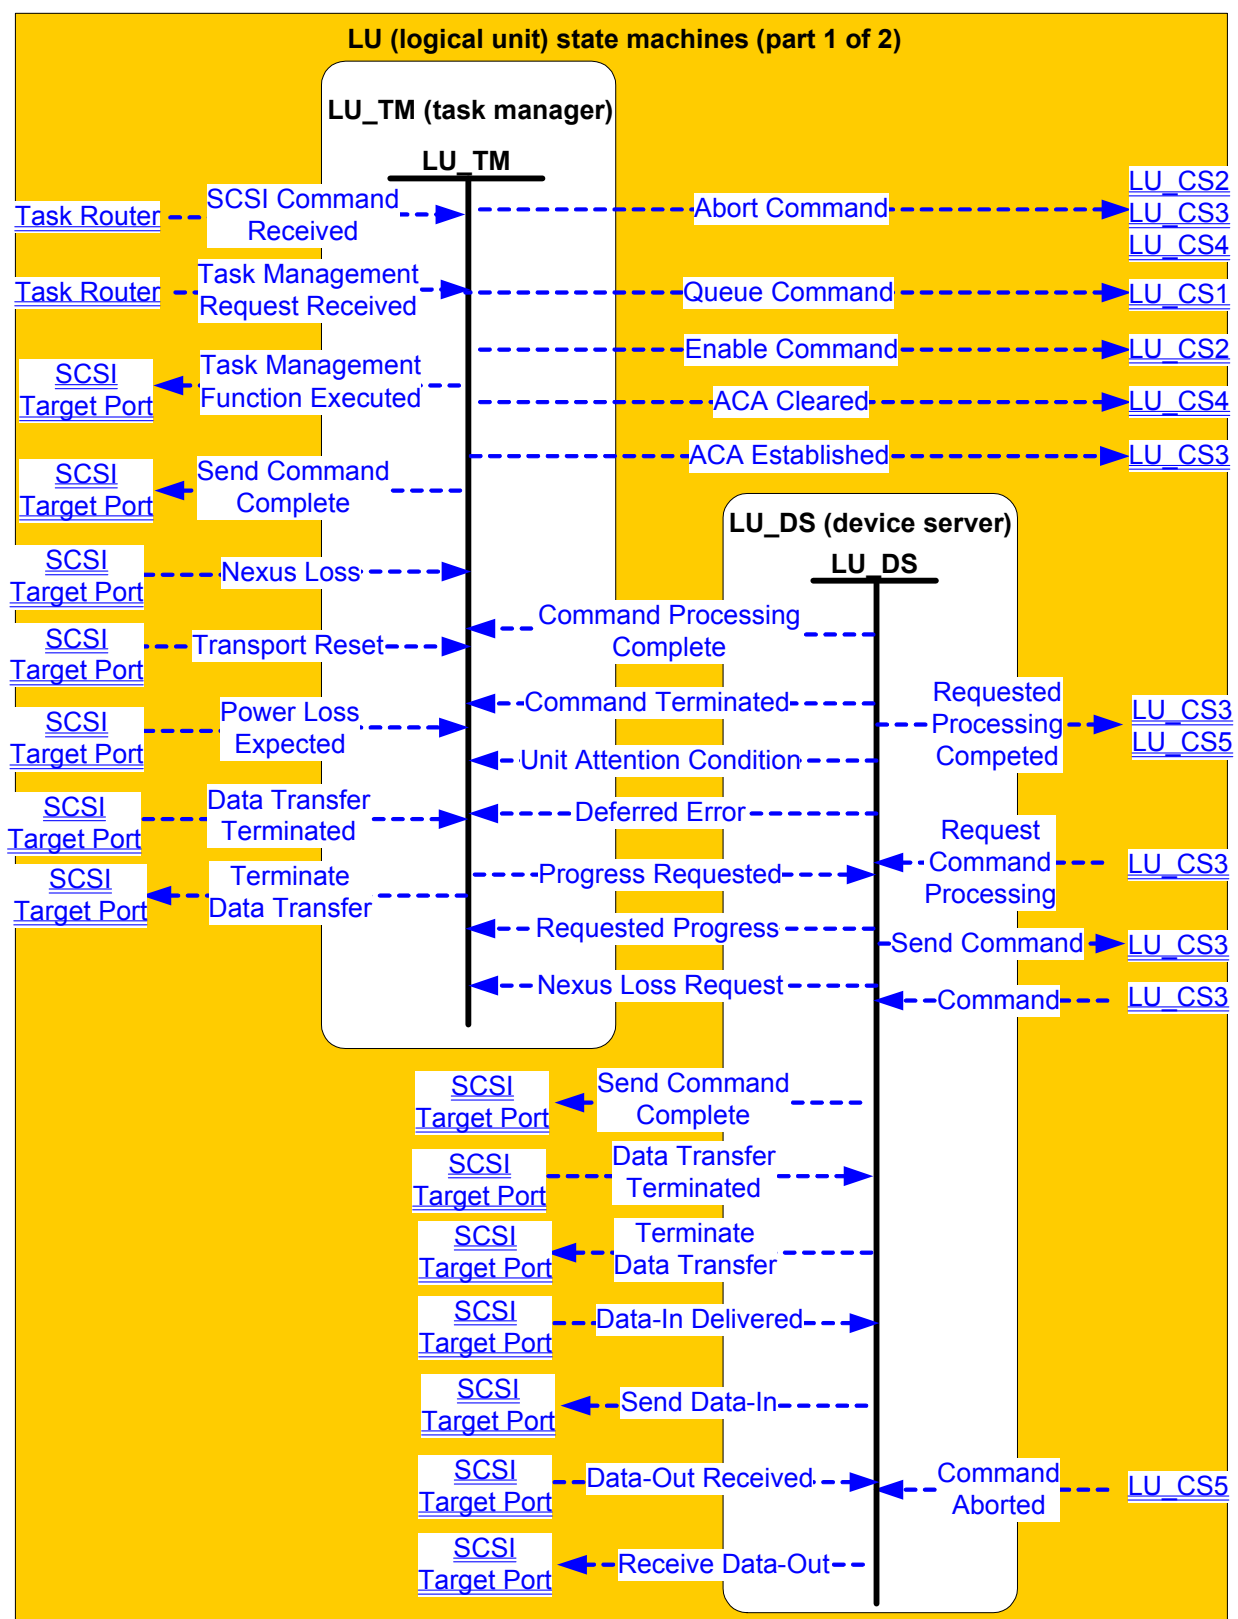 LU (logical unit) state machines (part 1 of 2)
LU_TM (task manager)
LU_TM
Task Router
SCSI Command
Received
Abort Command
LU_CS2
LU_CS3
LU_CS4
Task Router
Task Management
Request Received
Queue Command
LU_CS1
Enable Command
LU_CS2
SCSI
Target Port
Task Management
Function Executed
ACA Cleared
LU_CS4
ACA Established
LU_CS3
SCSI
Target Port
Send Command
Complete
LU_DS (device server)
LU_DS
SCSI
Target Port
Nexus Loss
Command Processing
Complete
SCSI
Target Port
Transport Reset
Command Terminated
Requested
Processing
Competed
LU_CS3
LU_CS5
SCSI
Target Port
Power Loss
Expected
Unit Attention Condition
SCSI
Target Port
Data Transfer
Terminated
Deferred Error
Request
Command
Processing
LU_CS3
SCSI
Target Port
Terminate
Data Transfer
Progress Requested
Requested Progress
Send Command
LU_CS3
Nexus Loss Request
Command
LU_CS3
SCSI
Target Port
Send Command
Complete
SCSI
Target Port
Data Transfer
Terminated
SCSI
Target Port
Terminate
Data Transfer
SCSI
Target Port
Data-In Delivered
SCSI
Target Port
Send Data-In
SCSI
Target Port
Data-Out Received
Command
Aborted
LU_CS5
SCSI
Target Port
Receive Data-Out